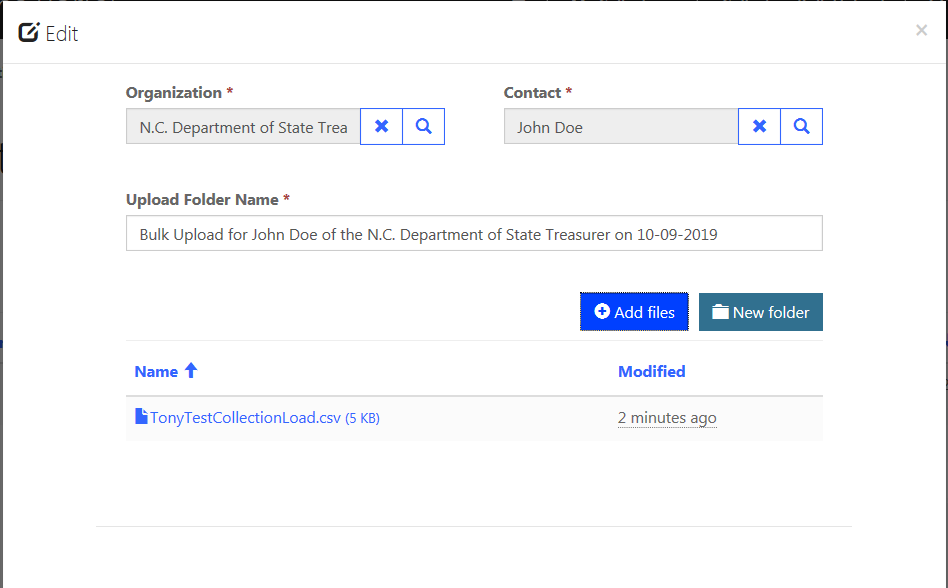 Edit
Organization * Contact *
N.C. Department of State Trea John Doe
Upload Folder Name *
Bulk Upload for John Doe of the N.C. Department of State Treasurer on 10-09-2019
Add files New folder
Name Modified
TonyTestCollectionLoad.csv (5 KB) 2 minutes ago